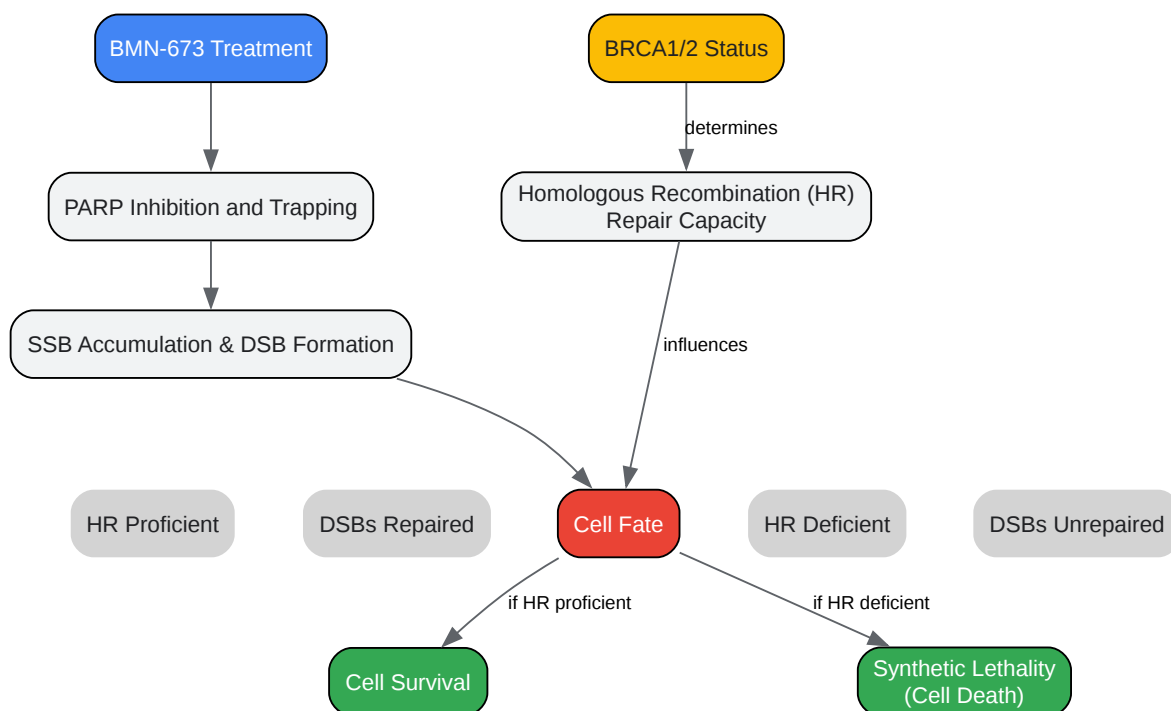 BMN-673 Treatment
BRCA1/2 Status
determines
PARP Inhibition and Trapping
Homologous Recombination (HR)
Repair Capacity
SSB Accumulation & DSB Formation
influences
HR Proficient
DSBs Repaired
Cell Fate
HR Deficient
DSBs Unrepaired
if HR proficient
if HR deficient
Cell Survival
Synthetic Lethality
(Cell Death)